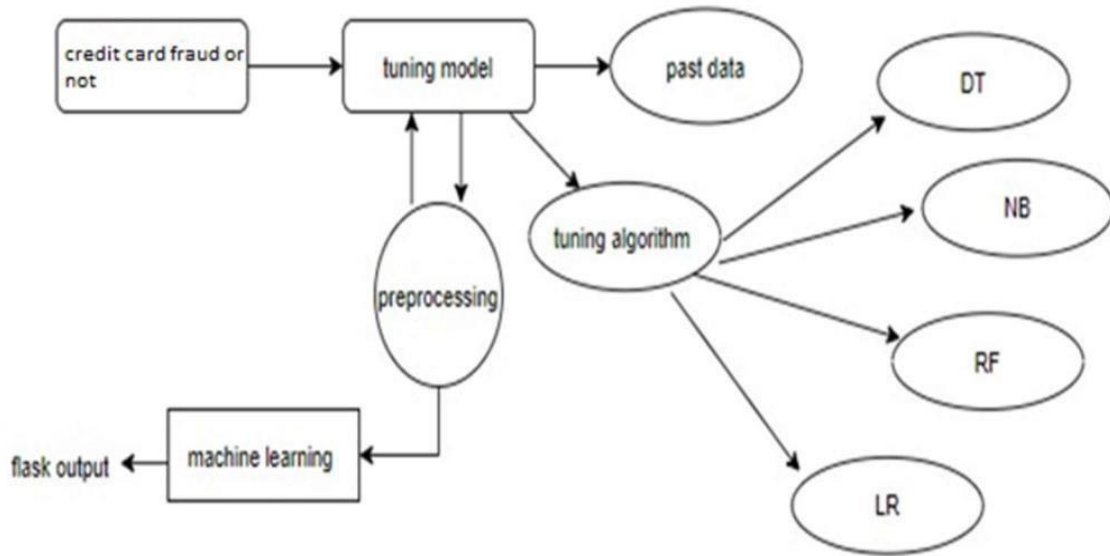 credit card fraud or
not
tuning model
past data
DT
NB
tuning algorithm
preprocessing
RF
machine learning
flask output
LR